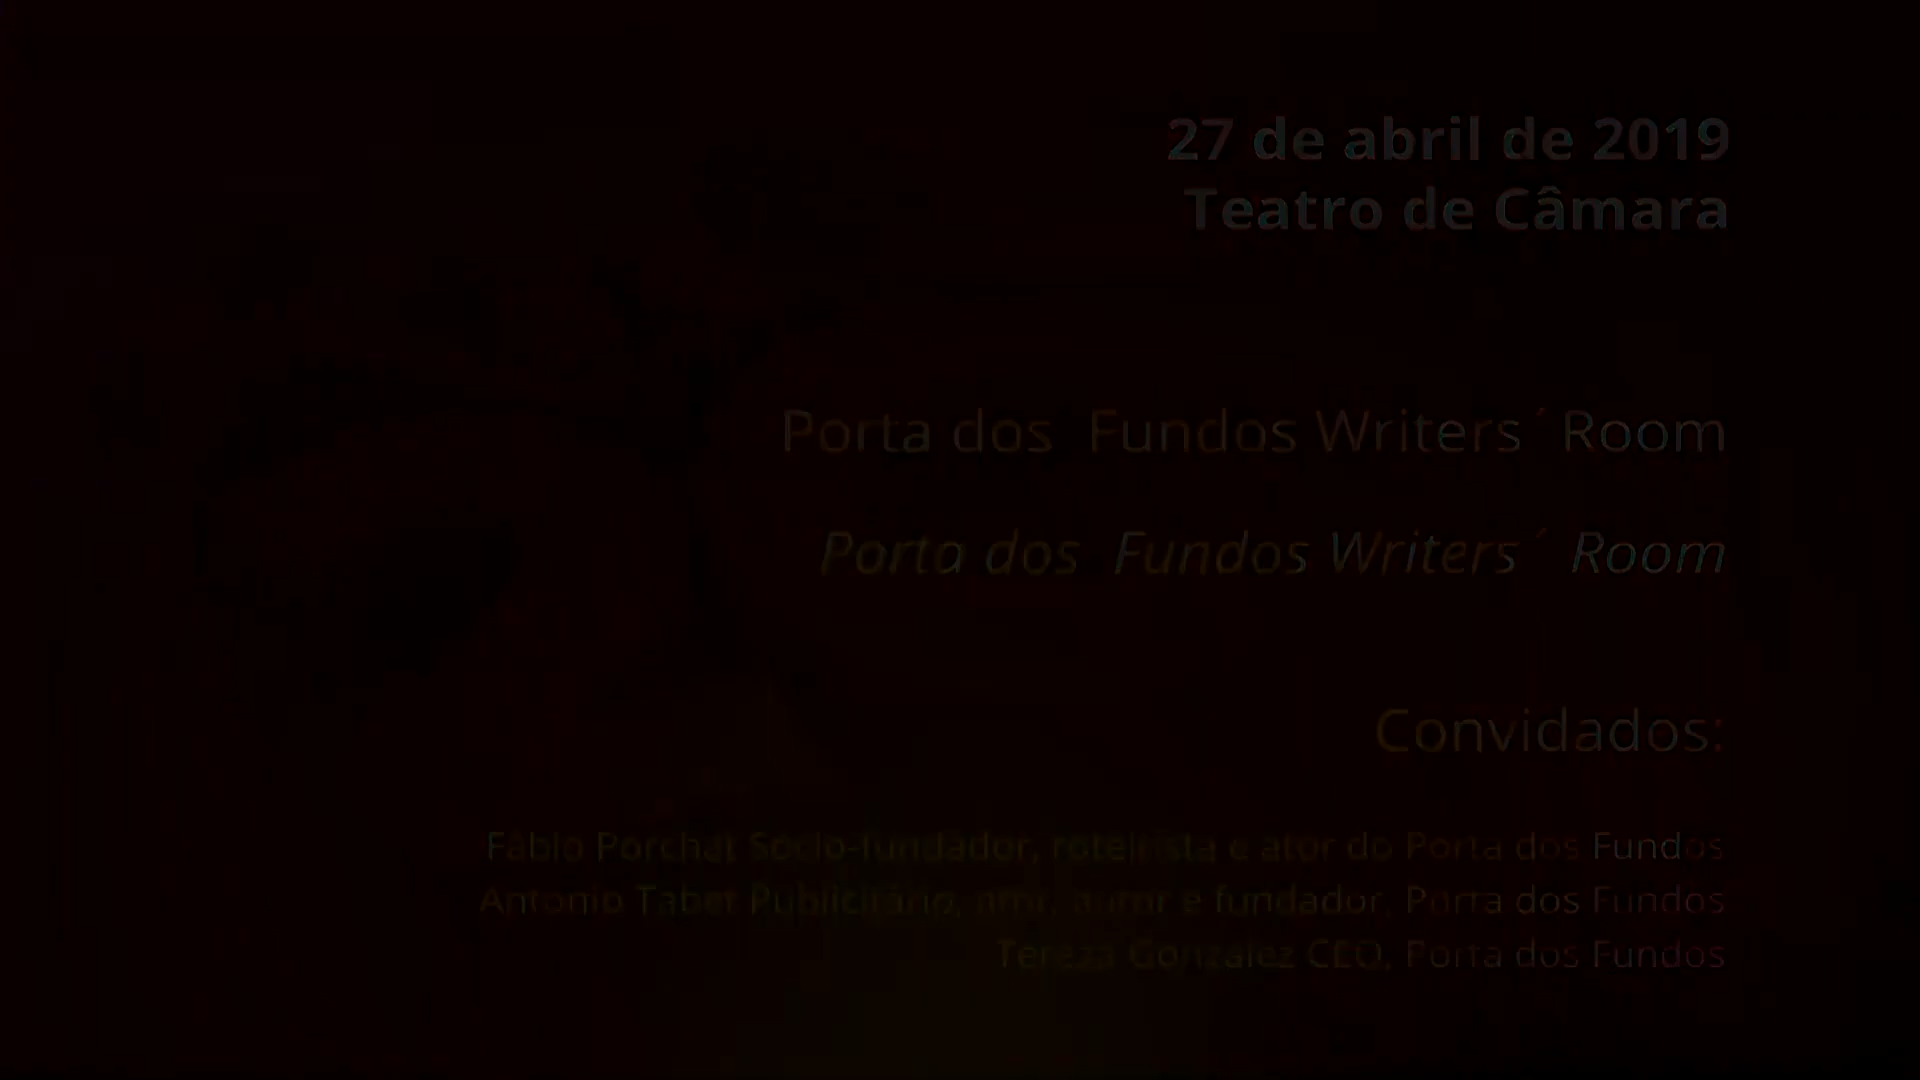 27 de abril de 2019
Teatro de Câmara
Porta dos Fundos Writers´ Room
Porta dos Fundos Writers´ Room
Convidados:
Fábio Porchat Socio-fundador, roteirista e ator do Porta dos Fundos
Antonio Tabet Publicitário, ator, autor e fundador, Porta dos Fundos
Tereza Gonzalez CEO, Porta dos Fundos